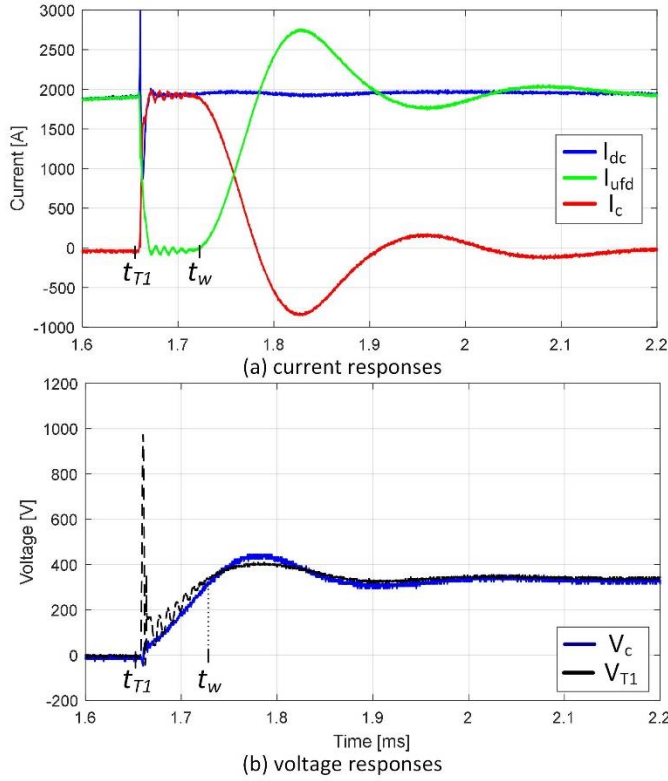 3000
2500
2000
1500
1000
500
0
-500
-1000
Current [A]
I_dc
I_ufd
I_c
t_T1
t_w
1.6 1.7 1.8 1.9 2 2.1 2.2
(a) current responses
1200
1000
800
600
400
200
0
-200
Voltage [V]
V_c
V_T1
t_T1
t_w
1.6 1.7 1.8 1.9 2 2.1 2.2
Time [ms]
(b) voltage responses